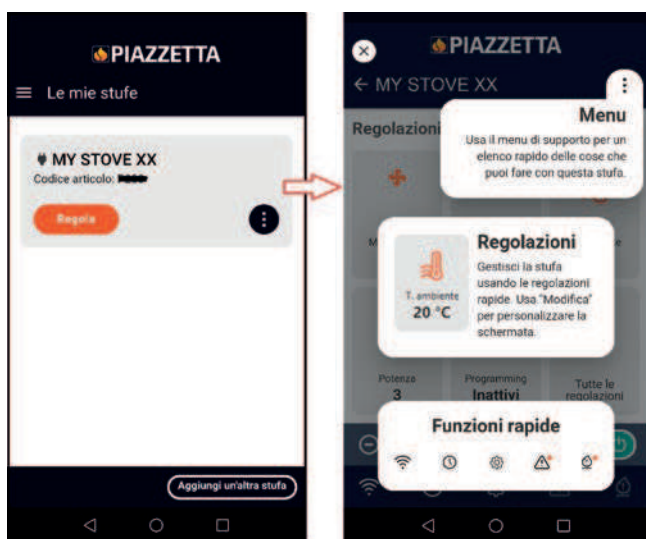 PIAZZETTA
Le mie stufe
MY STOVE XX
Codice articolo:
Regola
Aggiungi un'altra stufa
PIAZZETTA
MY STOVE XX
Regolazioni
Menu
Usa il menu di supporto per un
elenco rapido delle cose che
puoi fare con questa stufa.
Regolazioni
Gestisci la stufa
usando le regolazioni
rapide. Usa "Modifica"
per personalizzare la
schermata.
T. ambiente
20 °C
Potenza
3
Programming
Inattivi
Tutte le
regolazioni
Funzioni rapide